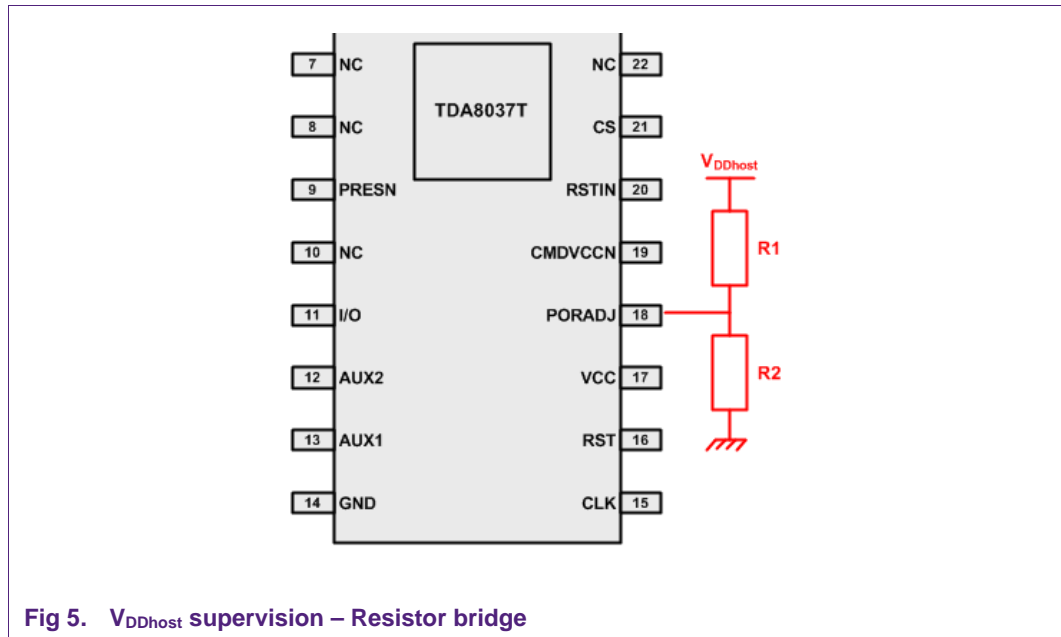 7 NC NC 22
TDA8037T
8 NC CS 21
VDDhost
9 PRESN RSTIN 20
R1
10 NC CMDVCCN 19
11 I/O PORADJ 18
R2
12 AUX2 VCC 17
13 AUX1 RST 16
14 GND CLK 15
Fig 5. VDDhost supervision – Resistor bridge